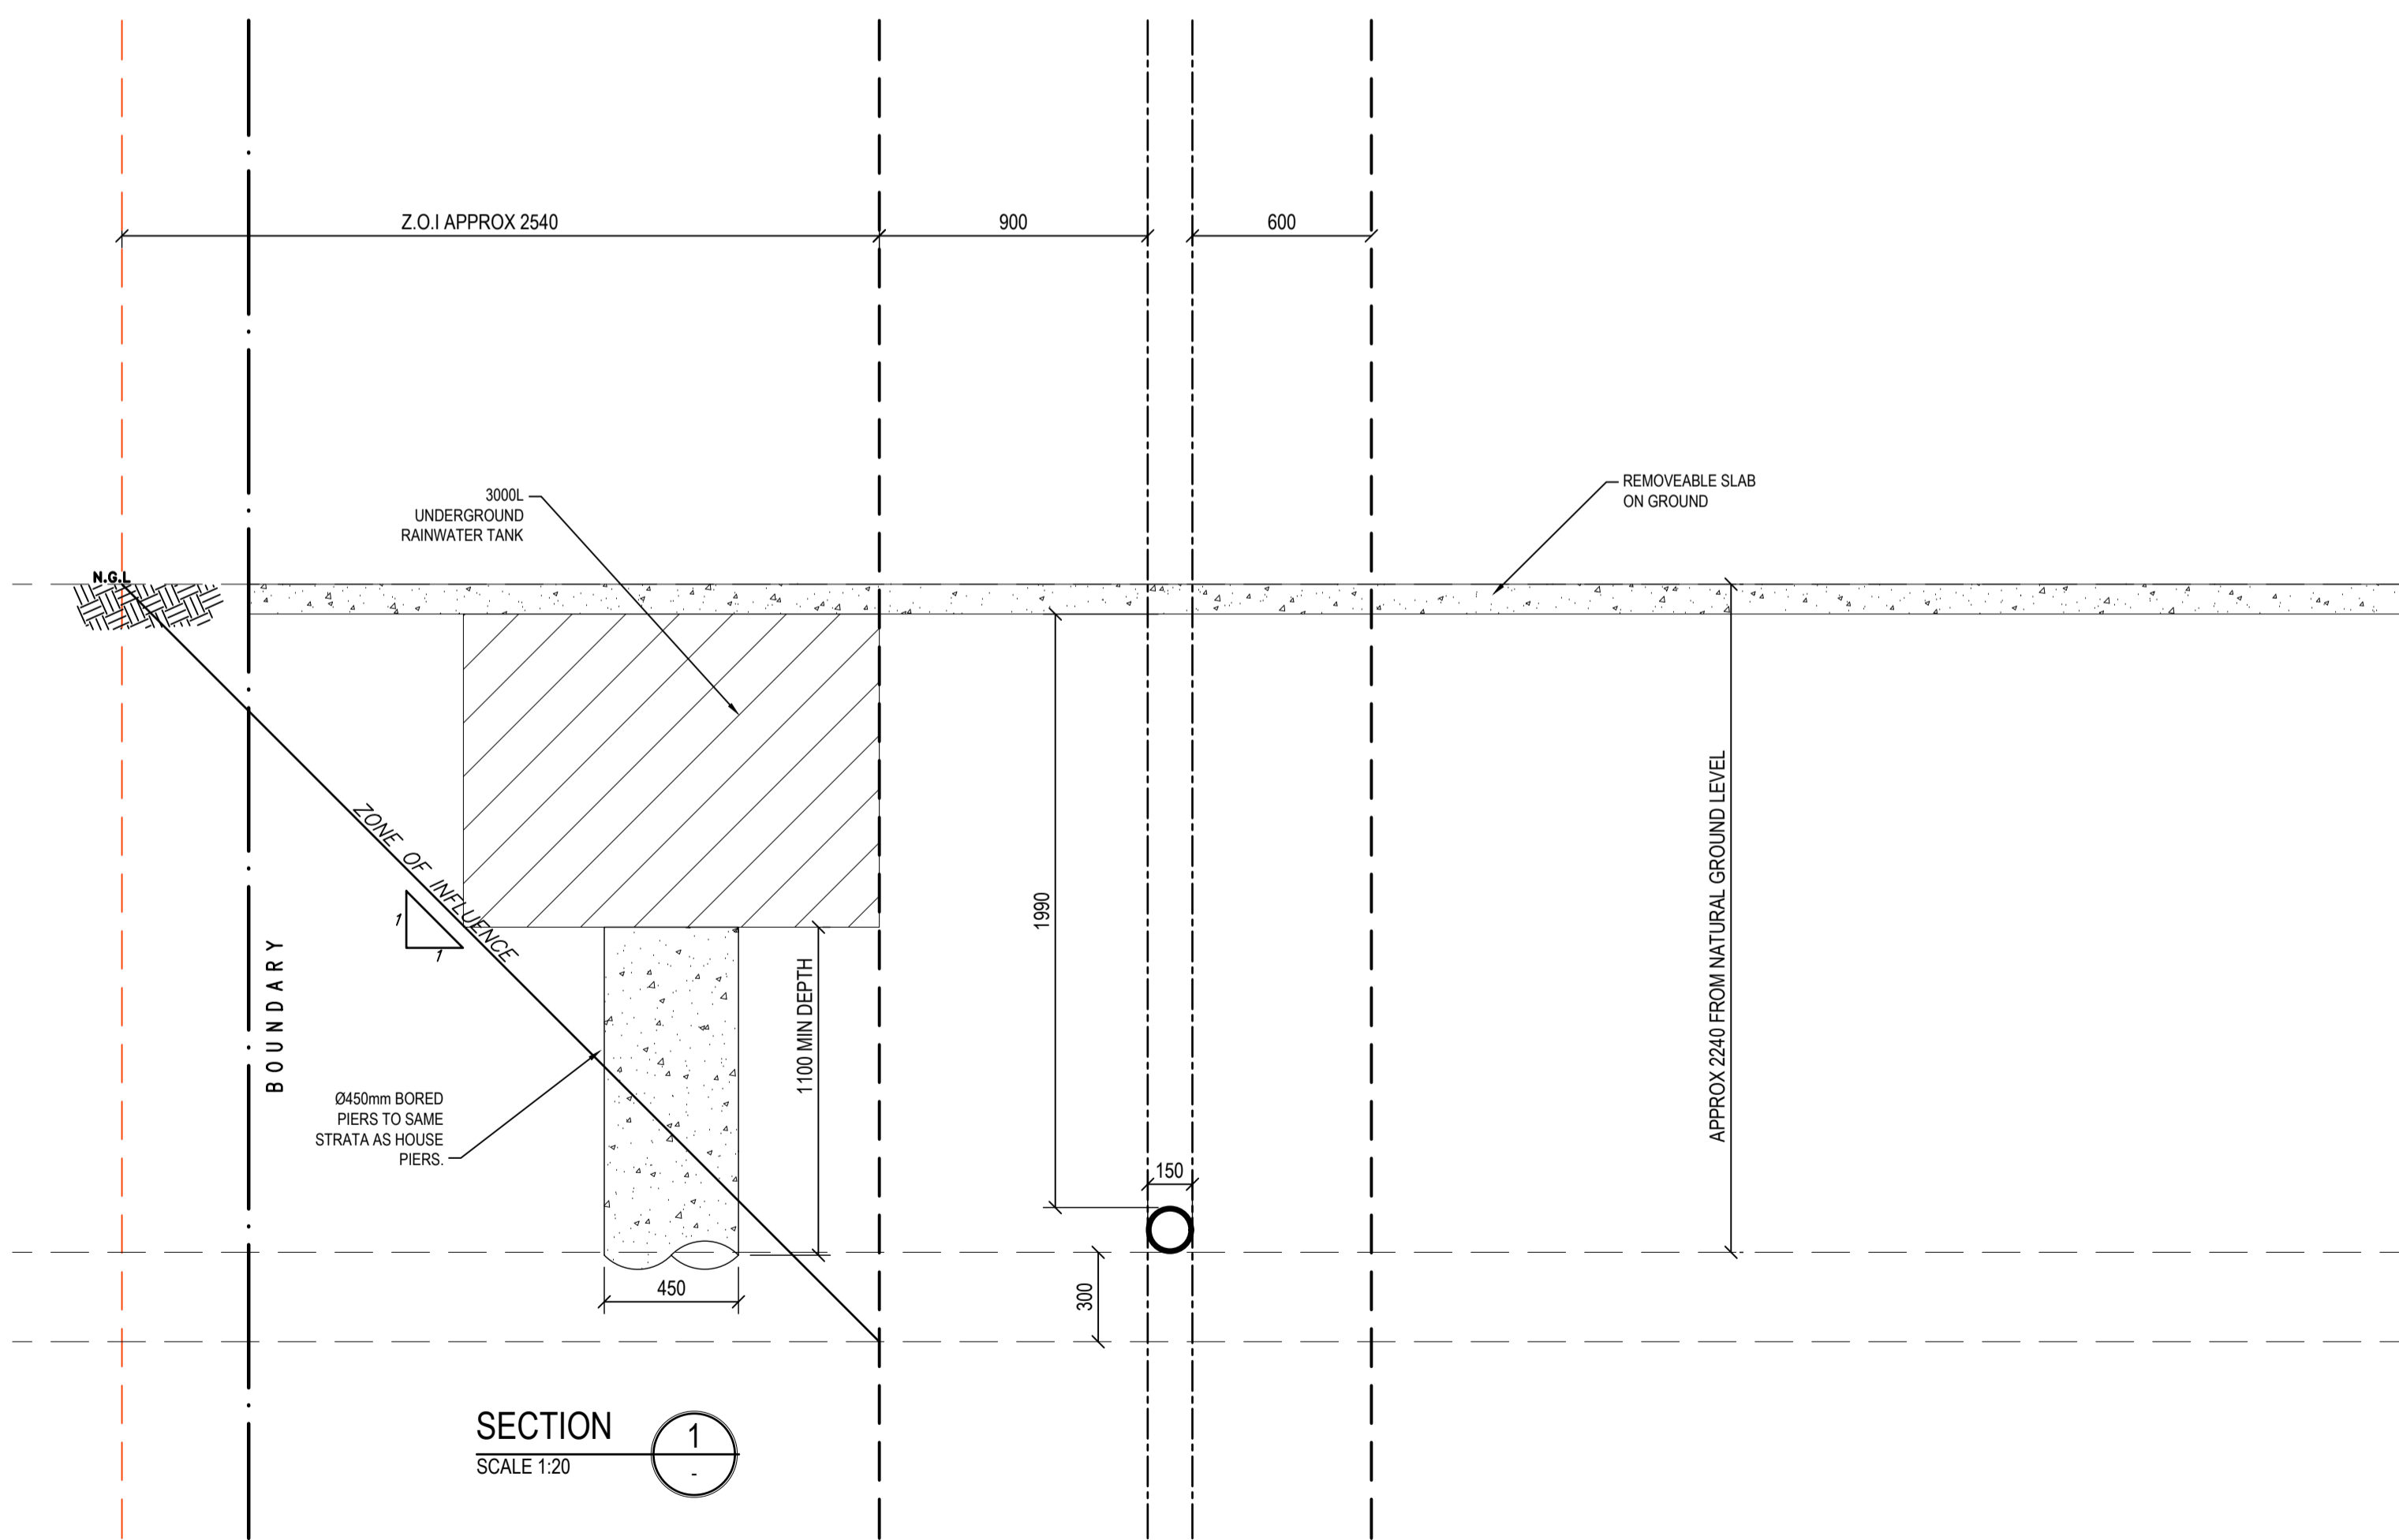 Z.O.I APPROX 2540
900
600
3000L
UNDERGROUND
RAINWATER TANK
REMOVEABLE SLAB
ON GROUND
N.G.L
ZONE OF INFLUENCE
1
1
BOUNDARY
1990
1100 MIN DEPTH
APPROX 2240 FROM NATURAL GROUND LEVEL
Ø450mm BORED
PIERS TO SAME
STRATA AS HOUSE
PIERS.
150
450
300
SECTION
1
SCALE 1:20
-